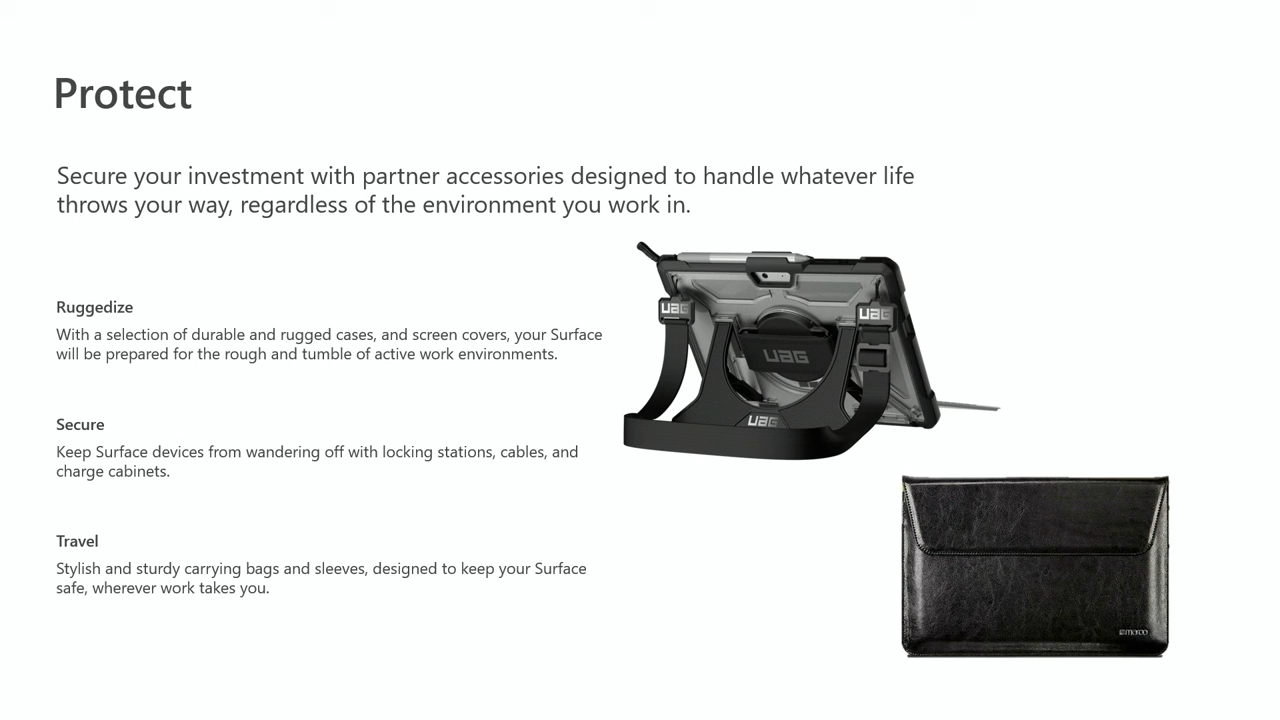 Protect
Secure your investment with partner accessories designed to handle whatever life
throws your way, regardless of the environment you work in.
Ruggedize
With a selection of durable and rugged cases, and screen covers, your Surface
will be prepared for the rough and tumble of active work environments.
Secure
Keep Surface devices from wandering off with locking stations, cables, and
charge cabinets.
Travel
Stylish and sturdy carrying bags and sleeves, designed to keep your Surface
safe, wherever work takes you.
UAG
UAG
UAG
UAG
maroo